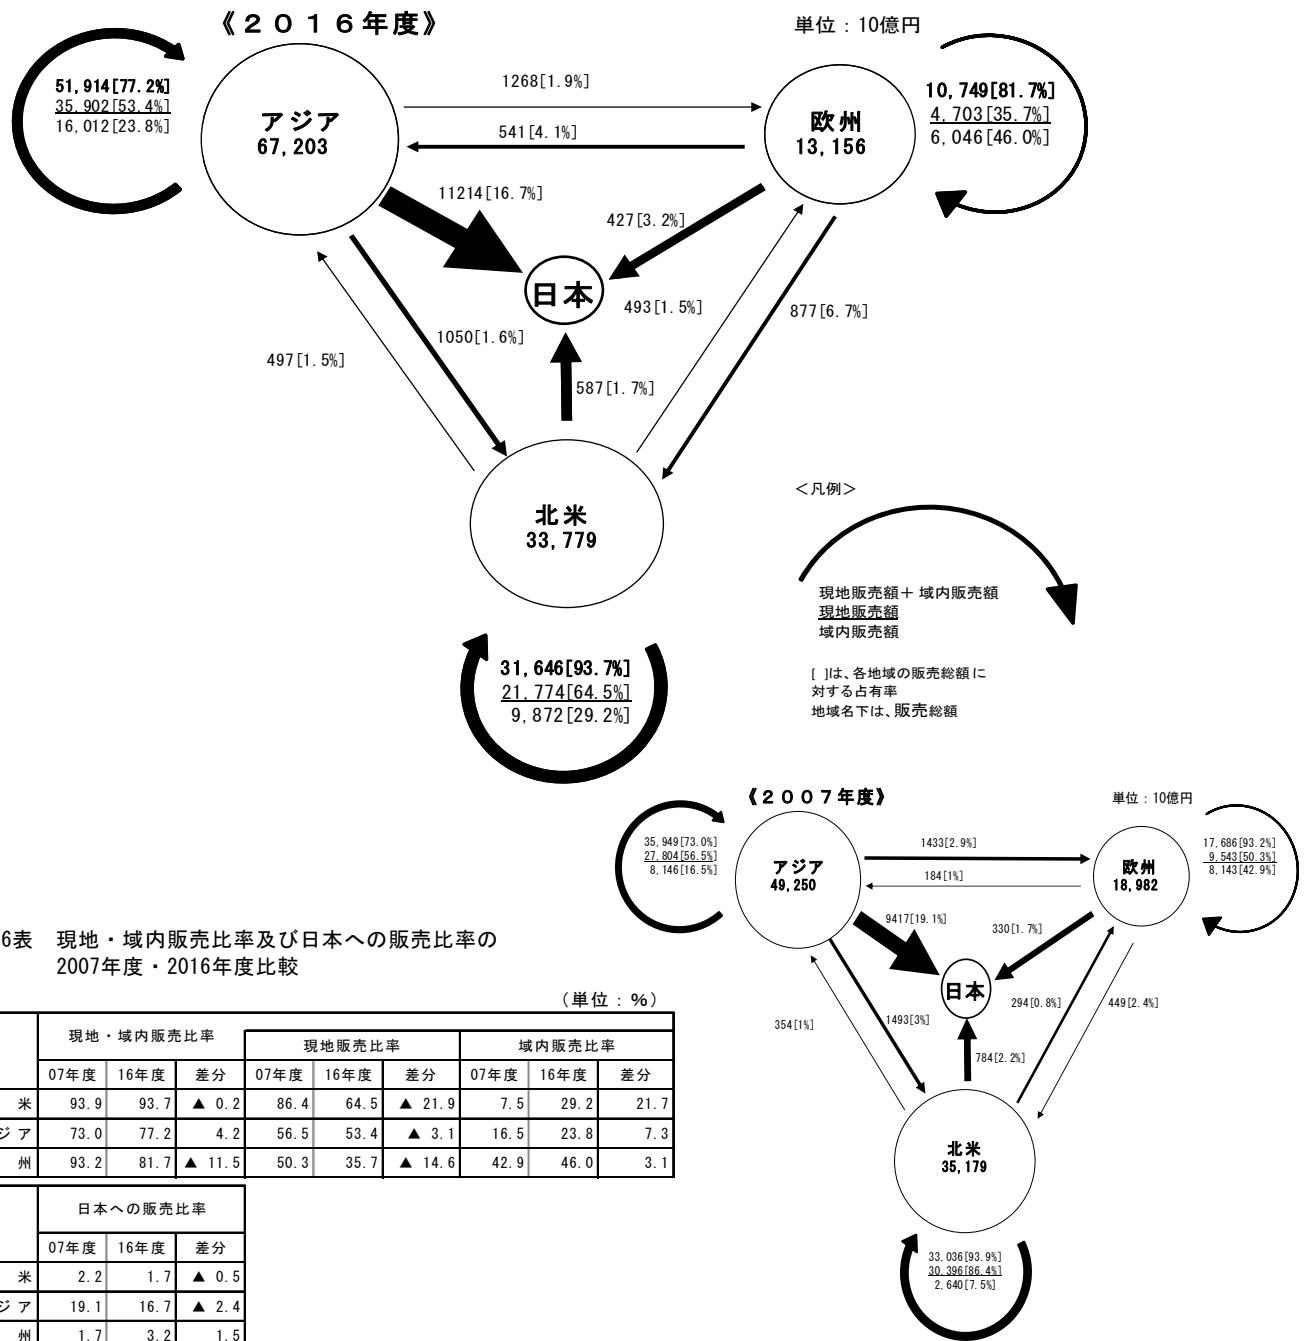 《２０１６年度》
単位：10億円
51,914[77.2%]
35,902[53.4%]
16,012[23.8%]
アジア
67,203
1268[1.9%]
541[4.1%]
欧州
13,156
10,749[81.7%]
4,703[35.7%]
6,046[46.0%]
11214[16.7%]
427[3.2%]
日本
493[1.5%]
877[6.7%]
1050[1.6%]
497[1.5%]
587[1.7%]
北米
33,779
31,646[93.7%]
21,774[64.5%]
9,872[29.2%]
＜凡例＞
現地販売額＋域内販売額
現地販売額
域内販売額
[ ]は、各地域の販売総額に
対する占有率
地域名下は、販売総額
《２００７年度》
単位：10億円
35,949[73.0%]
27,804[56.5%]
8,146[16.5%]
アジア
49,250
1433[2.9%]
184[1%]
欧州
18,982
17,686[93.2%]
9,543[50.3%]
8,143[42.9%]
9417[19.1%]
330[1.7%]
日本
294[0.8%]
449[2.4%]
354[1%]
1493[3%]
784[2.2%]
北米
35,179
33,036[93.9%]
30,396[86.4%]
2,640[7.5%]
6表 現地・域内販売比率及び日本への販売比率の
2007年度・2016年度比較
（単位：％）
現地・域内販売比率 現地販売比率 域内販売比率
07年度 16年度 差分 07年度 16年度 差分 07年度 16年度 差分
米 93.9 93.7 ▲ 0.2 86.4 64.5 ▲ 21.9 7.5 29.2 21.7
ジア 73.0 77.2 4.2 56.5 53.4 ▲ 3.1 16.5 23.8 7.3
州 93.2 81.7 ▲ 11.5 50.3 35.7 ▲ 14.6 42.9 46.0 3.1
日本への販売比率
07年度 16年度 差分
米 2.2 1.7 ▲ 0.5
ジア 19.1 16.7 ▲ 2.4
州 1.7 3.2 1.5